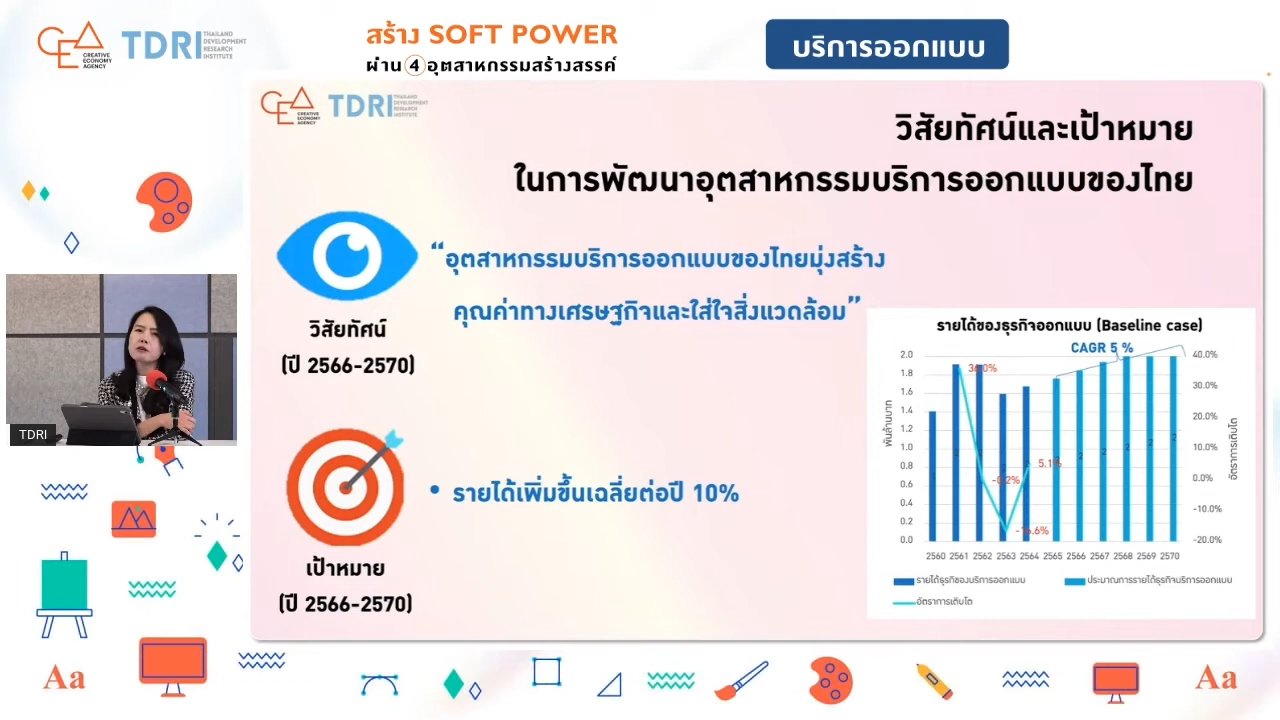 CEA CREATIVE ECONOMY AGENCY
TDRI THAILAND DEVELOPMENT RESEARCH INSTITUTE
สร้าง SOFT POWER
ผ่าน 4 อุตสาหกรรมสร้างสรรค์
บริการออกแบบ
CEA CREATIVE ECONOMY AGENCY
TDRI THAILAND DEVELOPMENT RESEARCH INSTITUTE
วิสัยทัศน์และเป้าหมาย
ในการพัฒนาอุตสาหกรรมบริการออกแบบของไทย
“อุตสาหกรรมบริการออกแบบของไทยมุ่งสร้าง
คุณค่าทางเศรษฐกิจและใส่ใจสิ่งแวดล้อม”
วิสัยทัศน์
(ปี 2566-2570)
TDRI
• รายได้เพิ่มขึ้นเฉลี่ยต่อปี 10%
เป้าหมาย
(ปี 2566-2570)
รายได้ของธุรกิจออกแบบ (Baseline case)
CAGR 5 %
พันล้านบาท
2.0
1.8
1.6
1.4
1.2
1.0
0.8
0.6
0.4
0.2
0.0
36.0%
-0.2%
-16.6%
5.1%
2 2 2 2 2 2
40.0%
30.0%
20.0%
10.0%
0.0%
-10.0%
-20.0%
อัตราการเติบโต
2560 2561 2562 2563 2564 2565 2566 2567 2568 2569 2570
รายได้ธุรกิจของบริการออกแบบ
ประมาณการรายได้ธุรกิจบริการออกแบบ
อัตราการเติบโต
Aa
Aa